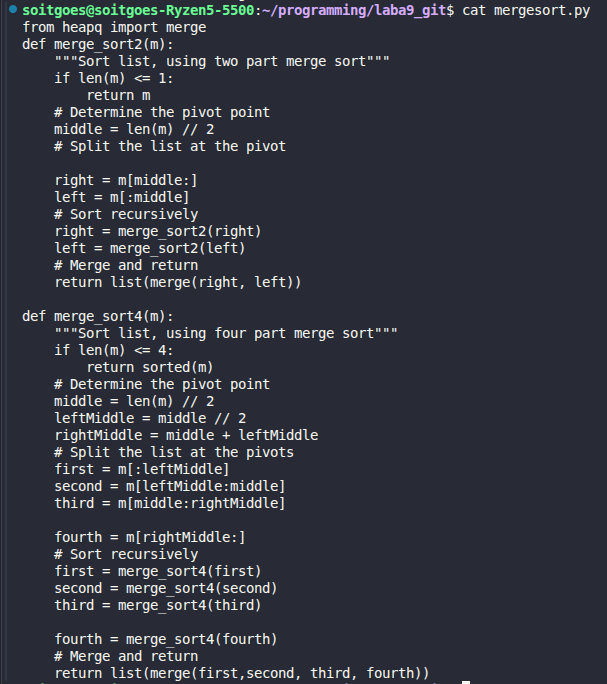 soitgoes@soitgoes-Ryzen5-5500:~/programming/laba9_git$ cat mergesort.py
from heapq import merge
def merge_sort2(m):
    """Sort list, using two part merge sort"""
    if len(m) <= 1:
        return m
    # Determine the pivot point
    middle = len(m) // 2
    # Split the list at the pivot

    right = m[middle:]
    left = m[:middle]
    # Sort recursively
    right = merge_sort2(right)
    left = merge_sort2(left)
    # Merge and return
    return list(merge(right, left))

def merge_sort4(m):
    """Sort list, using four part merge sort"""
    if len(m) <= 4:
        return sorted(m)
    # Determine the pivot point
    middle = len(m) // 2
    leftMiddle = middle // 2
    rightMiddle = middle + leftMiddle
    # Split the list at the pivots
    first = m[:leftMiddle]
    second = m[leftMiddle:middle]
    third = m[middle:rightMiddle]

    fourth = m[rightMiddle:]
    # Sort recursively
    first = merge_sort4(first)
    second = merge_sort4(second)
    third = merge_sort4(third)

    fourth = merge_sort4(fourth)
    # Merge and return
    return list(merge(first,second, third, fourth))